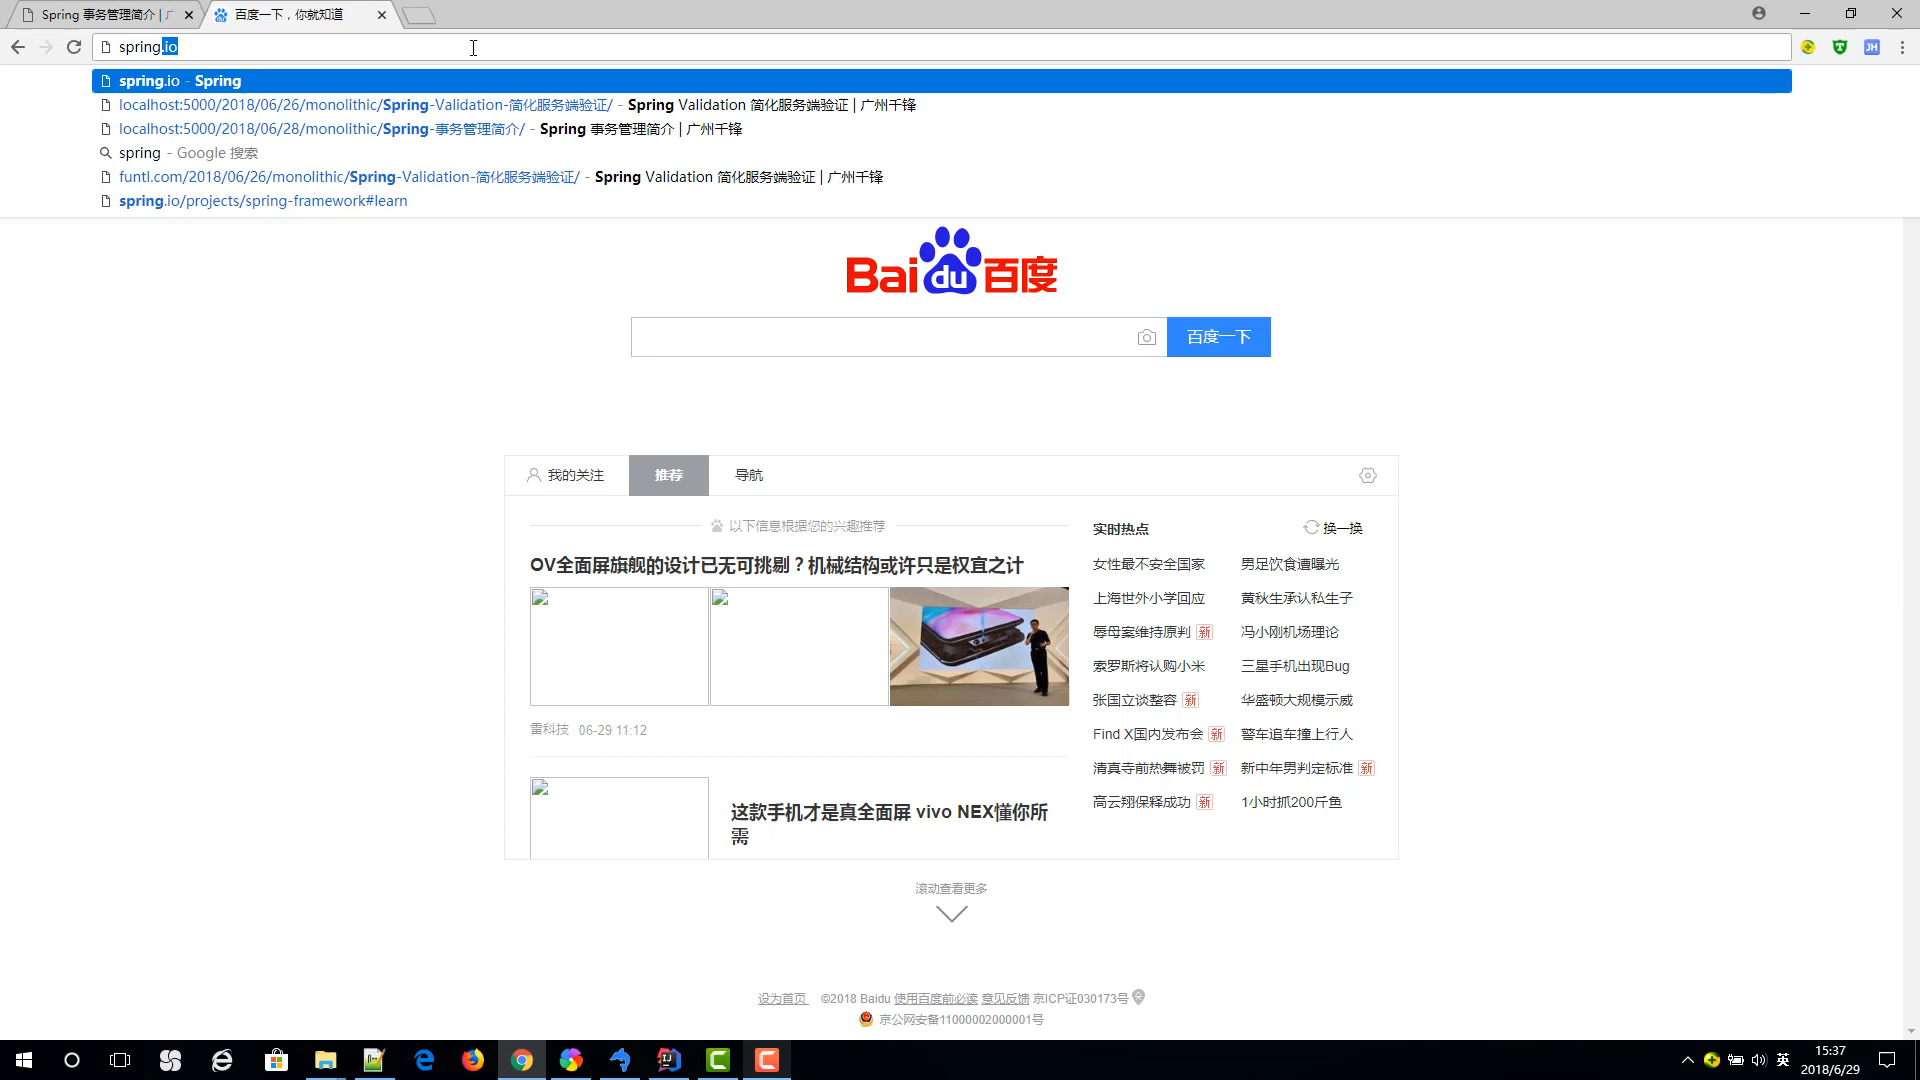 Spring 事务管理简介 |
百度一下，你就知道
spring.io
spring.io - Spring
localhost:5000/2018/06/26/monolithic/Spring-Validation-简化服务端验证/ - Spring Validation 简化服务端验证 | 广州千锋
localhost:5000/2018/06/28/monolithic/Spring-事务管理简介/ - Spring 事务管理简介 | 广州千锋
spring - Google 搜索
funtl.com/2018/06/26/monolithic/Spring-Validation-简化服务端验证/ - Spring Validation 简化服务端验证 | 广州千锋
spring.io/projects/spring-framework#learn
Baidu百度
百度一下
我的关注 推荐 导航
以下信息根据您的兴趣推荐
OV全面屏旗舰的设计已无可挑剔？机械结构或许只是权宜之计
雷科技 06-29 11:12
这款手机才是真全面屏 vivo NEX懂你所
需
实时热点 换一换
女性最不安全国家 男足饮食遭曝光
上海世外小学回应 黄秋生承认私生子
辱母案维持原判 新 冯小刚机场理论
索罗斯将认购小米 三星手机出现Bug
张国立谈整容 新 华盛顿大规模示威
Find X国内发布会 新 警车追车撞上行人
清真寺前热舞被罚 新 新中年男判定标准 新
高云翔保释成功 新 1小时抓200斤鱼
滚动查看更多
设为首页 ©2018 Baidu 使用百度前必读 意见反馈 京ICP证030173号
京公网安备11000002000001号
英
15:37
2018/6/29